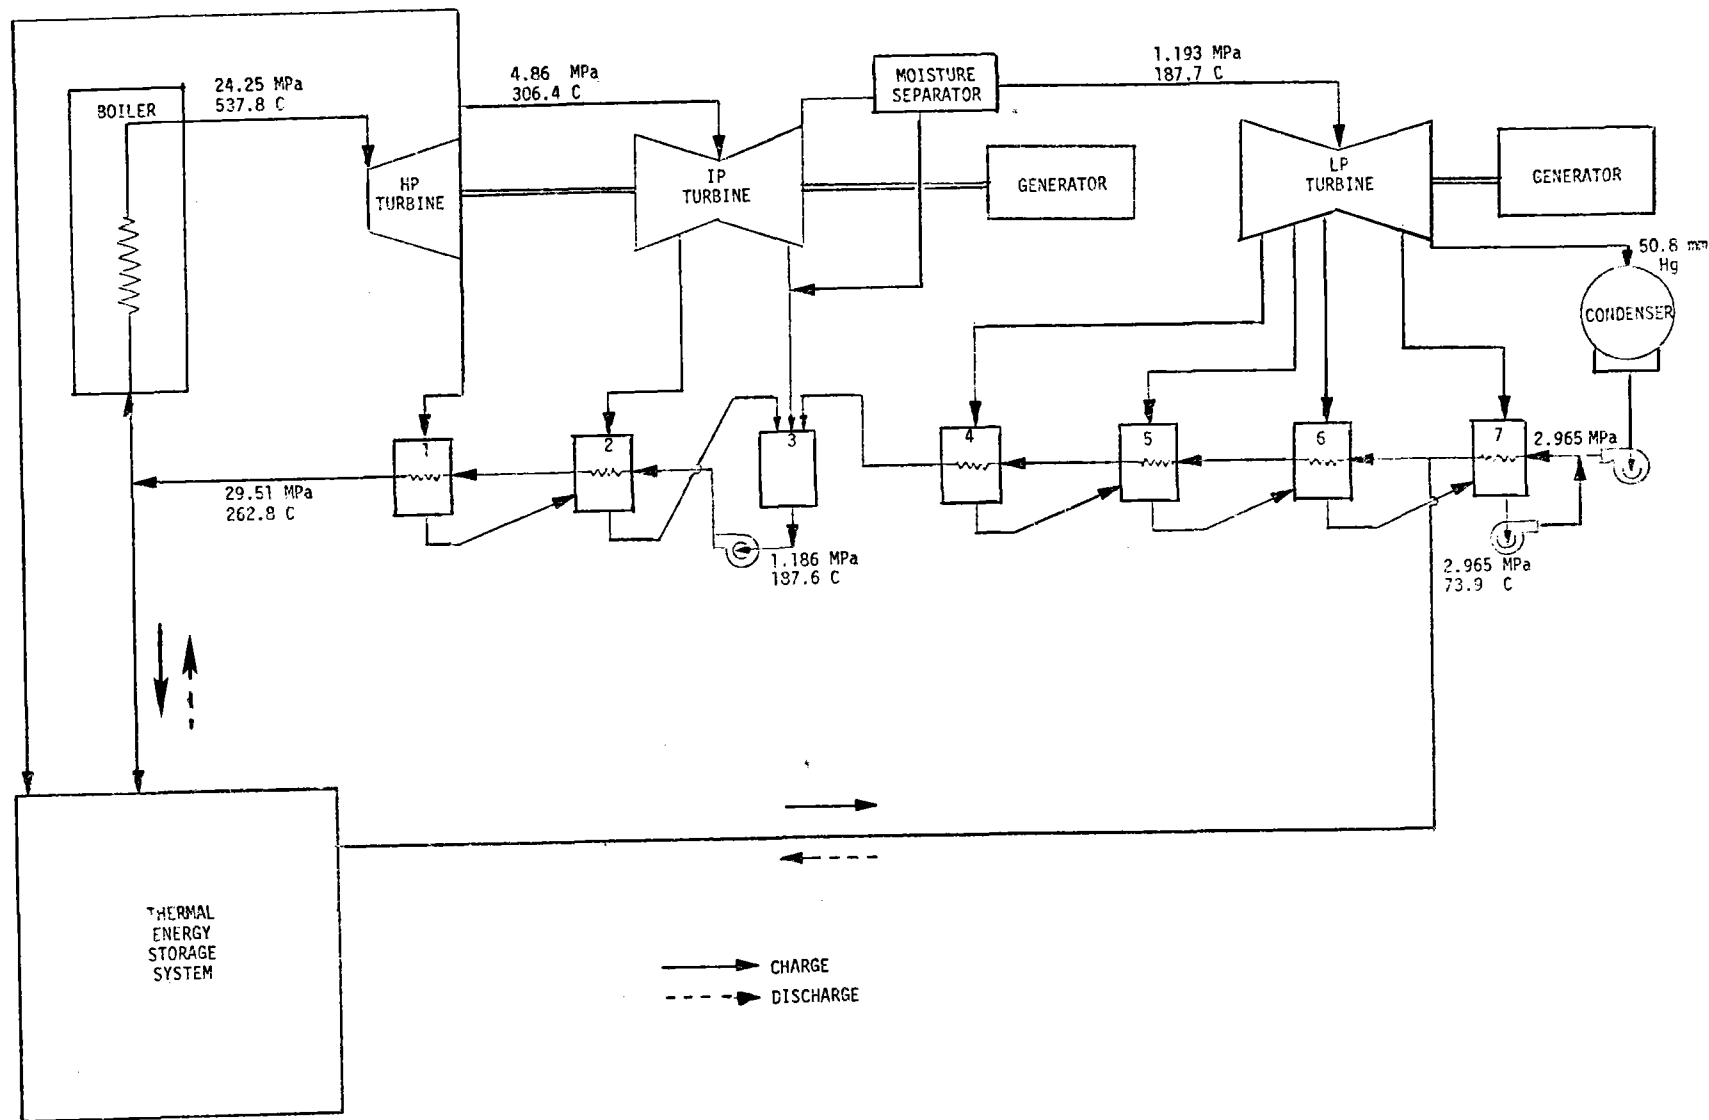 BOILER
24.25 MPa
537.8 C
HP
TURBINE
4.86 MPa
306.4 C
IP
TURBINE
MOISTURE
SEPARATOR
GENERATOR
1.193 MPa
187.7 C
LP
TURBINE
GENERATOR
50.8 mm
Hg
CONDENSER
1
2
3
4
5
6
7
2.965 MPa
29.51 MPa
262.8 C
1.186 MPa
187.6 C
2.965 MPa
73.9 C
THERMAL
ENERGY
STORAGE
SYSTEM
CHARGE
DISCHARGE